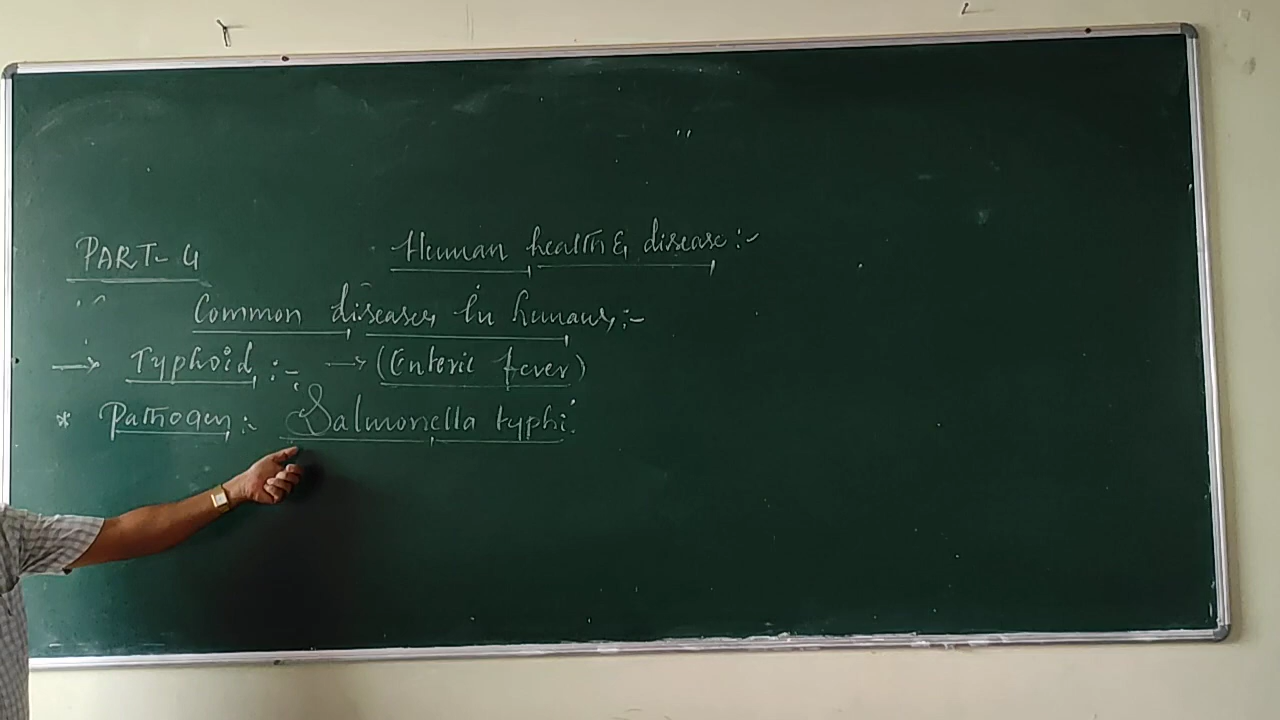 PART-4 Human health & disease:-
Common diseases in humans:-
→ Typhoid:- → (Enteric fever)
* Pathogen:- Salmonella typhi.